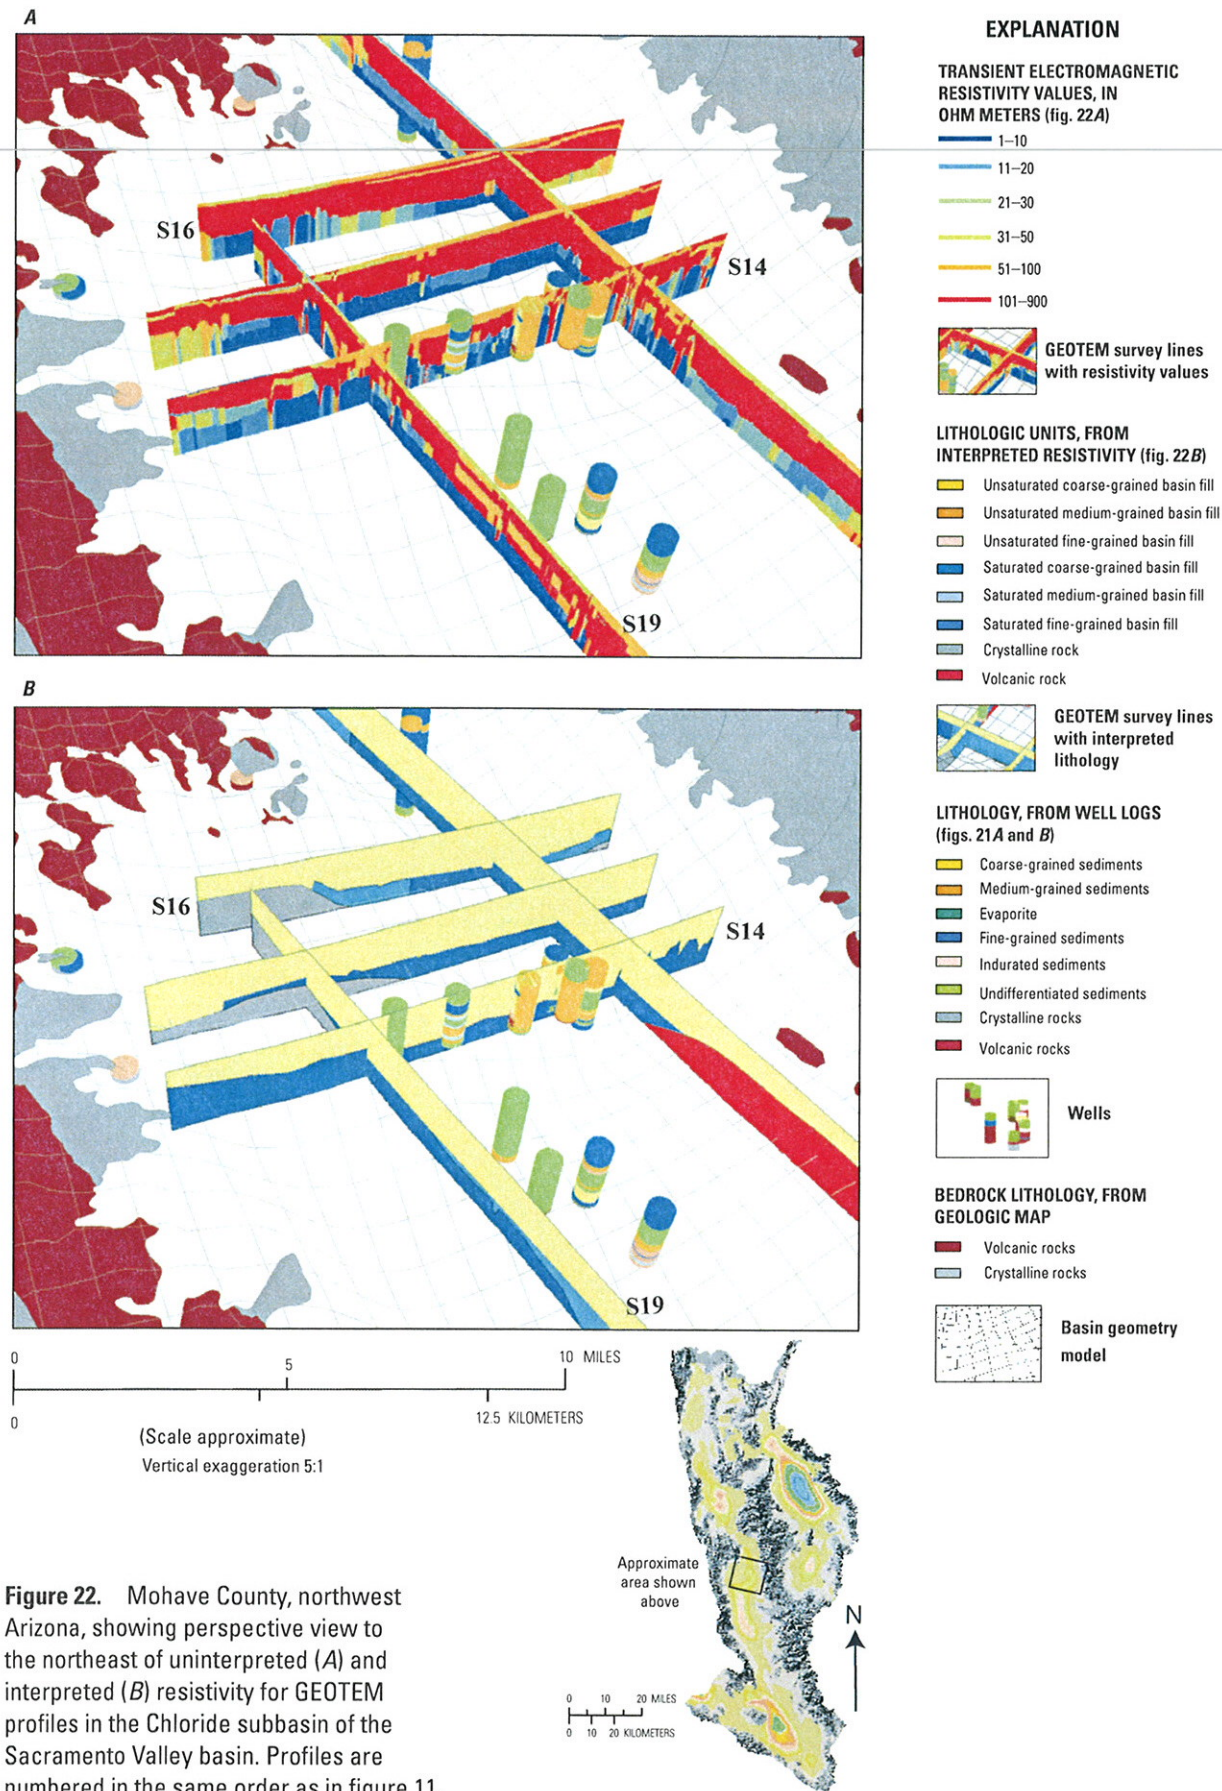 A
S16
S14
S19
B
S16
S14
S19
0
5
10 MILES
0
12.5 KILOMETERS
(Scale approximate)
Vertical exaggeration 5:1
Figure 22. Mohave County, northwest
Arizona, showing perspective view to
the northeast of uninterpreted (A) and
interpreted (B) resistivity for GEOTEM
profiles in the Chloride subbasin of the
Sacramento Valley basin. Profiles are
numbered in the same order as in figure 11.
Approximate
area shown
above
N
0 10 20 MILES
0 10 20 KILOMETERS
EXPLANATION
TRANSIENT ELECTROMAGNETIC
RESISTIVITY VALUES, IN
OHM METERS (fig. 22A)
1–10
11–20
21–30
31–50
51–100
101–900
GEOTEM survey lines
with resistivity values
LITHOLOGIC UNITS, FROM
INTERPRETED RESISTIVITY (fig. 22B)
Unsaturated coarse-grained basin fill
Unsaturated medium-grained basin fill
Unsaturated fine-grained basin fill
Saturated coarse-grained basin fill
Saturated medium-grained basin fill
Saturated fine-grained basin fill
Crystalline rock
Volcanic rock
GEOTEM survey lines
with interpreted
lithology
LITHOLOGY, FROM WELL LOGS
(figs. 21A and B)
Coarse-grained sediments
Medium-grained sediments
Evaporite
Fine-grained sediments
Indurated sediments
Undifferentiated sediments
Crystalline rocks
Volcanic rocks
Wells
BEDROCK LITHOLOGY, FROM
GEOLOGIC MAP
Volcanic rocks
Crystalline rocks
Basin geometry
model